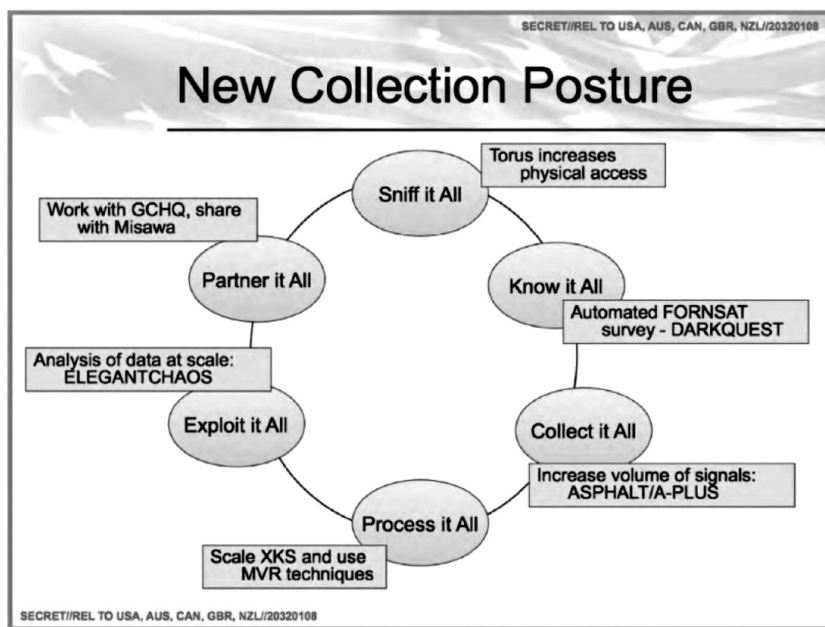 SECRET//REL TO USA, AUS, CAN, GBR, NZL//20320108
New Collection Posture
Sniff it All
Torus increases
physical access
Know it All
Automated FORNSAT
survey - DARKQUEST
Collect it All
Increase volume of signals:
ASPHALT/A-PLUS
Process it All
Scale XKS and use
MVR techniques
Exploit it All
Analysis of data at scale:
ELEGANTCHAOS
Partner it All
Work with GCHQ, share
with Misawa
SECRET//REL TO USA, AUS, CAN, GBR, NZL//20320108